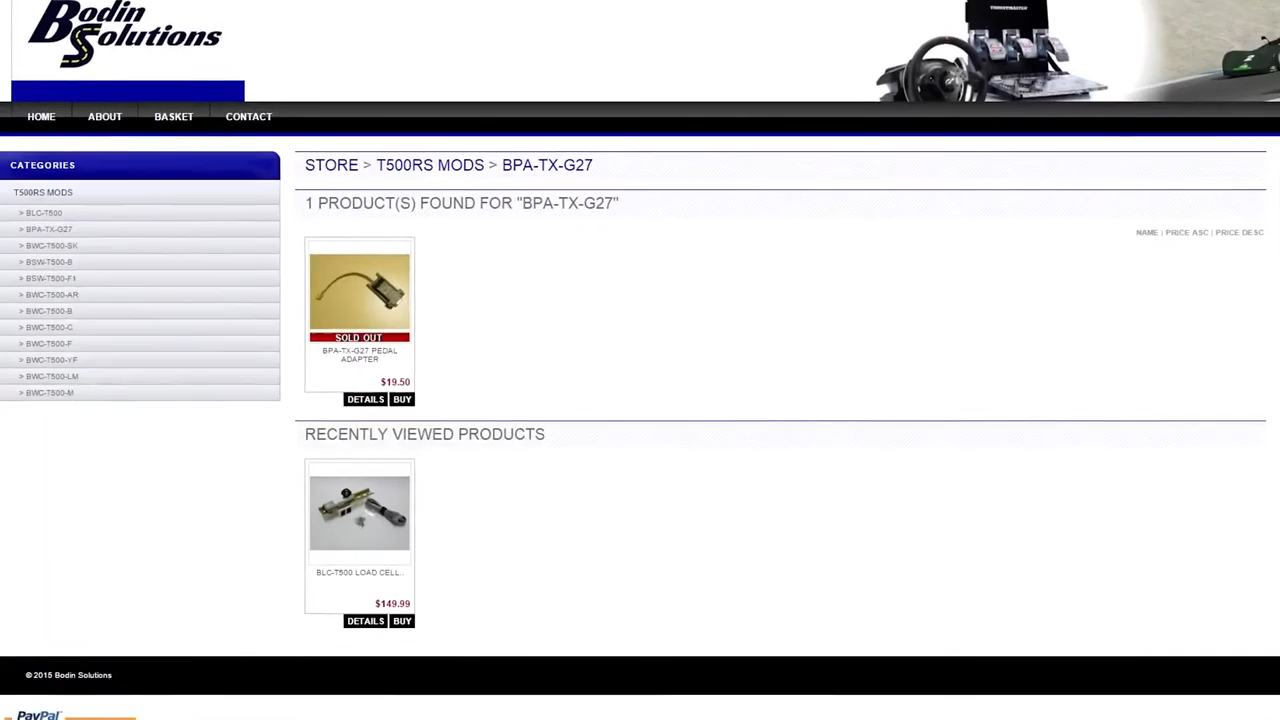 Bodin
Solutions
THRUSTMASTER
HOME ABOUT BASKET CONTACT
CATEGORIES
T500RS MODS
> BLC-T500
> BPA-TX-G27
> BWC-T500-SK
> BSW-T500-B
> BSW-T500-F1
> BWC-T500-AR
> BWC-T500-B
> BWC-T500-C
> BWC-T500-F
> BWC-T500-YF
> BWC-T500-LM
> BWC-T500-M
STORE > T500RS MODS > BPA-TX-G27
1 PRODUCT(S) FOUND FOR "BPA-TX-G27"
NAME | PRICE ASC | PRICE DESC
SOLD OUT
BPA-TX-G27 PEDAL
ADAPTER
$19.50
DETAILS BUY
RECENTLY VIEWED PRODUCTS
BLC-T500 LOAD CELL..
$149.99
DETAILS BUY
© 2015 Bodin Solutions
PayPal